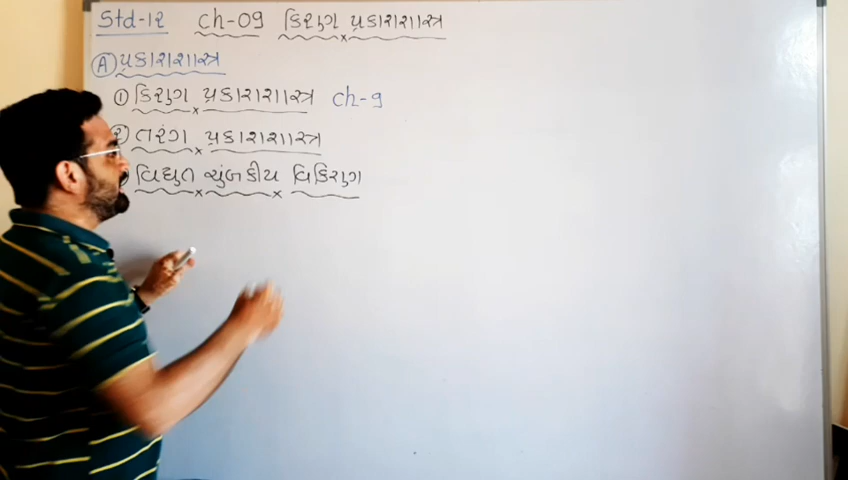 Std-12 ch-09 કિરણ પ્રકાશશાસ્ત્ર
(A) પ્રકાશશાસ્ત્ર
① કિરણ પ્રકાશશાસ્ત્ર ch-9
② તરંગ પ્રકાશશાસ્ત્ર
વિદ્યુત ચુંબકીય વિકિરણ